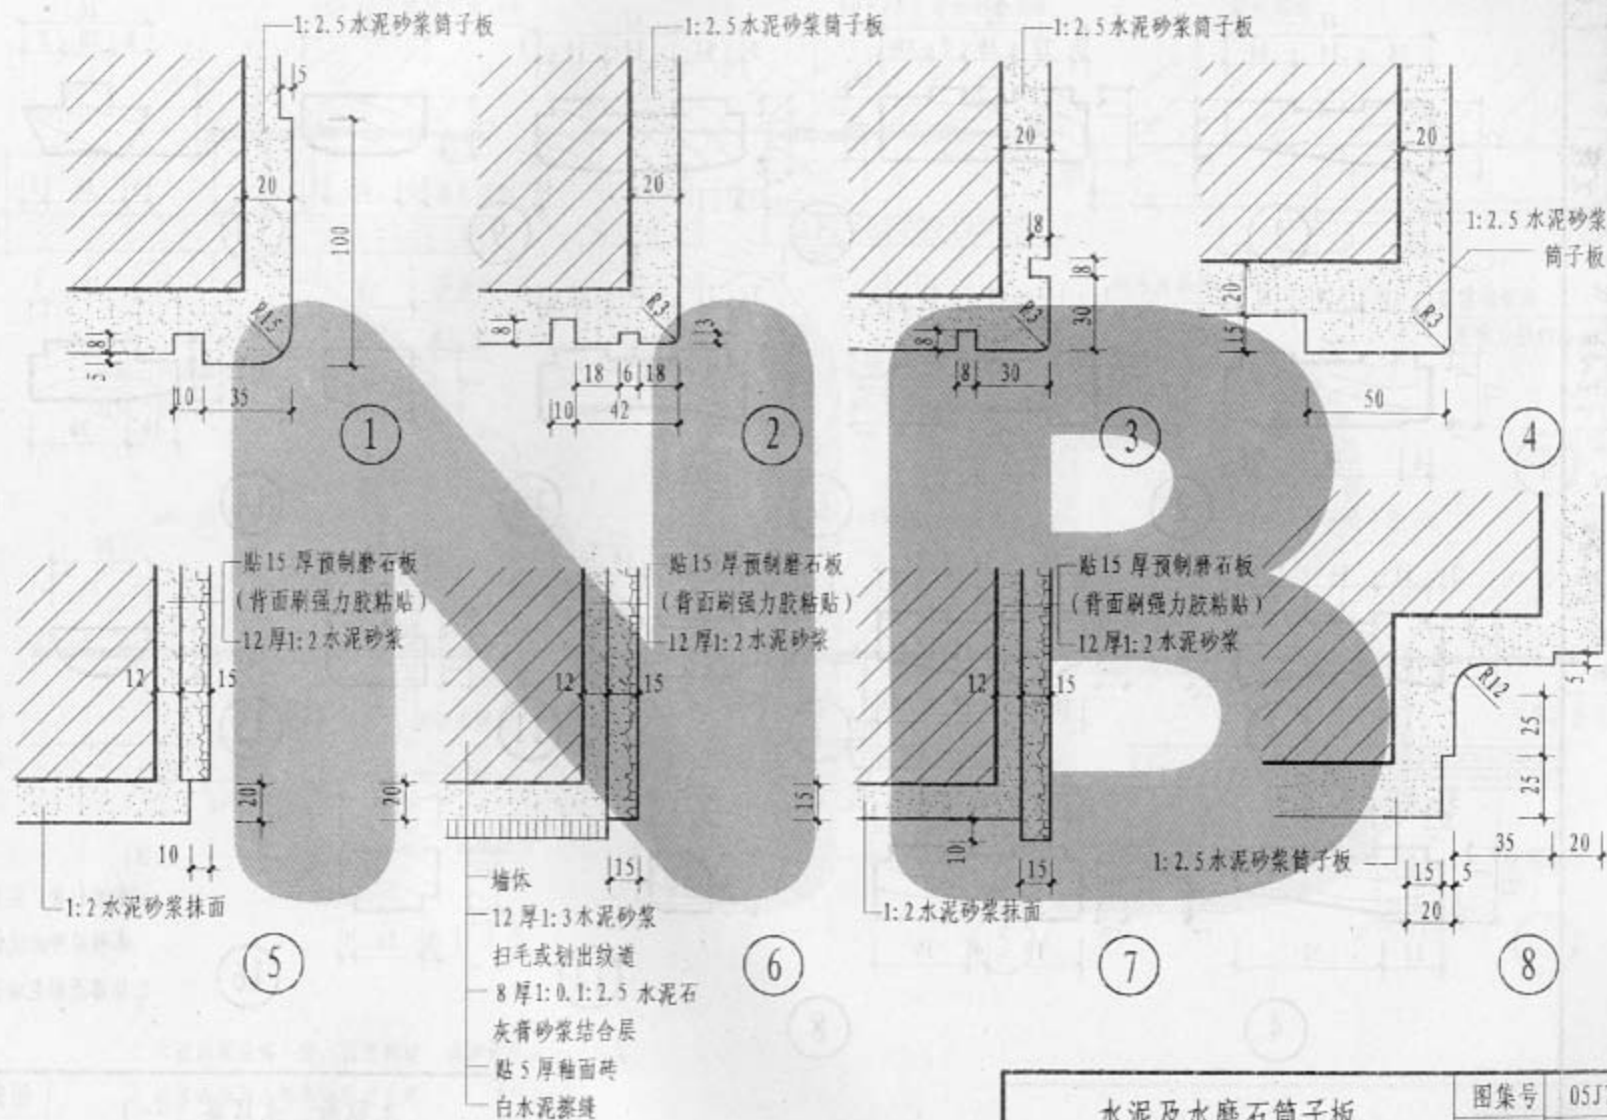 1:2.5水泥砂浆筒子板
5
20
100
R15
8
5
10
35
①
1:2.5水泥砂浆筒子板
20
R3
3
8
18
6
18
10
42
②
1:2.5水泥砂浆筒子板
20
8
8
30
R3
8
8
30
③
20
1:2.5水泥砂浆
筒子板
20
15
R3
50
④
贴15厚预制磨石板
(背面刷强力胶粘贴)
12厚1:2水泥砂浆
12
15
20
10
1:2水泥砂浆抹面
⑤
贴15厚预制磨石板
(背面刷强力胶粘贴)
12厚1:2水泥砂浆
12
15
20
15
墙体
12厚1:3水泥砂浆
扫毛或划出纹道
8厚1:0.1:2.5水泥石
灰膏砂浆结合层
贴5厚釉面砖
白水泥擦缝
⑥
贴15厚预制磨石板
(背面刷强力胶粘贴)
12厚1:2水泥砂浆
12
15
15
10
15
1:2水泥砂浆抹面
⑦
R12
5
25
25
35
20
15
5
20
1:2.5水泥砂浆筒子板
⑧
NB
水泥及水磨石筒子板
图集号